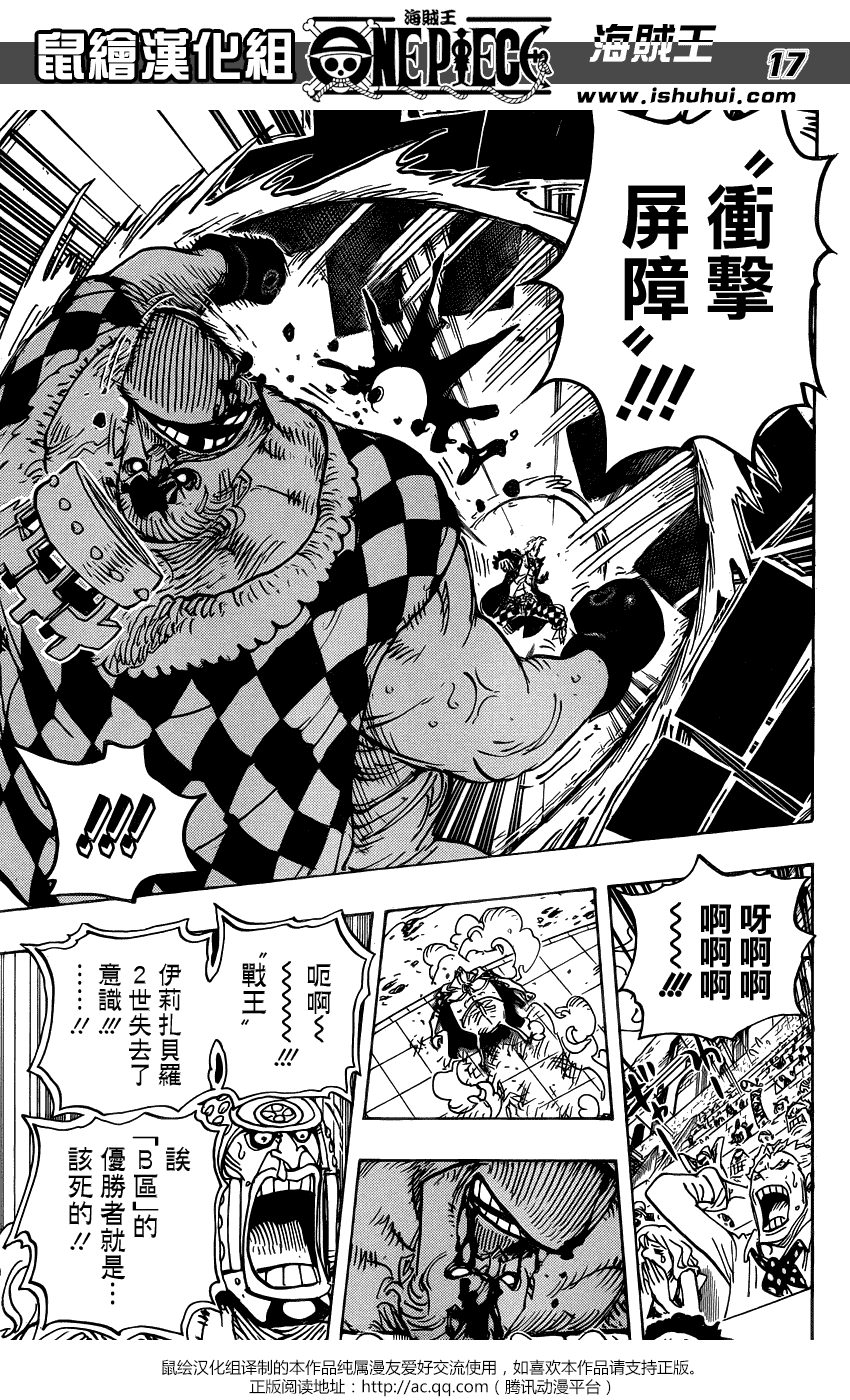 鼠繪漢化組
海賊王
ONE PIECE
海賊王
17
www.ishuhui.com
〝衝擊
屏障〟!!!
!!!
呀啊啊
啊啊啊
～～!!!
呃啊
～～!!!
〝戰王〟
伊莉扎貝羅
2世失去了
意識!!!
……!!
誒
「B區」的
優勝者就是…
該死的!!
鼠绘汉化组译制的本作品纯属漫友爱好交流使用，如喜欢本作品请支持正版。
正版阅读地址：http://ac.qq.com（腾讯动漫平台）